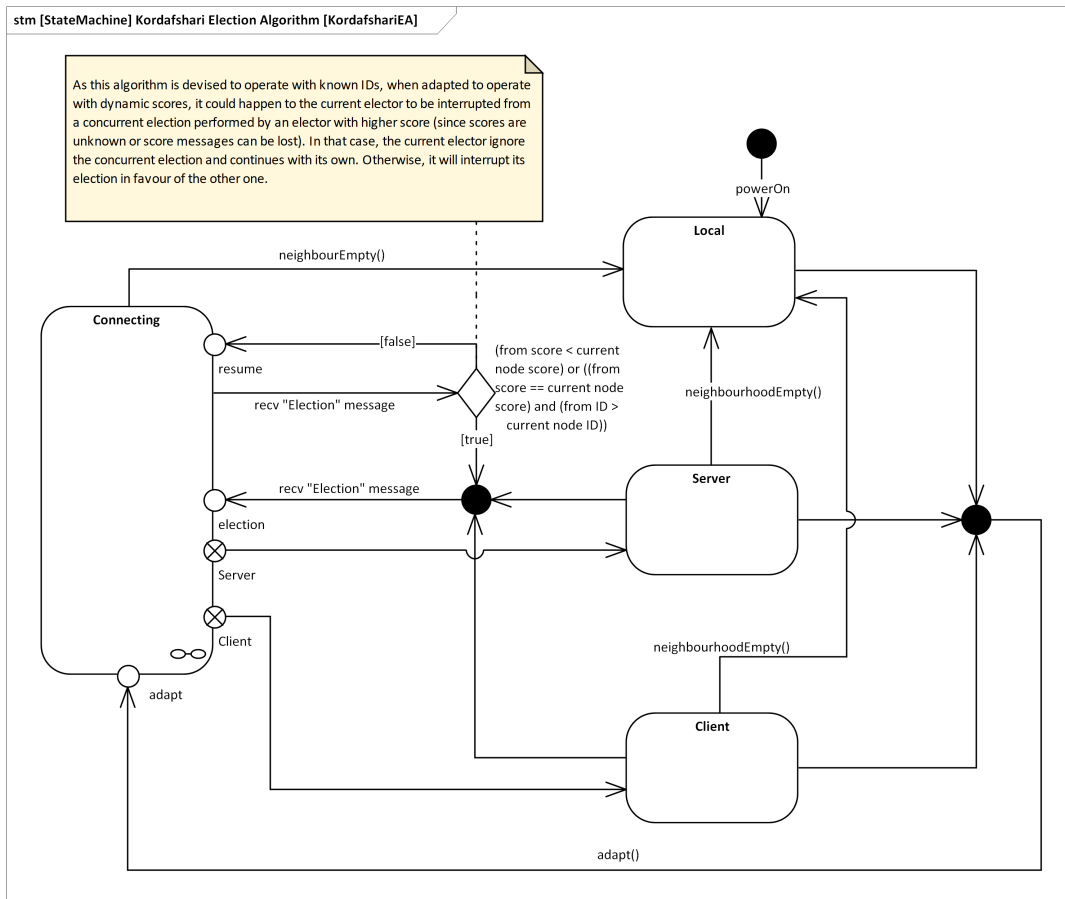 stm [StateMachine] Kordafshari Election Algorithm [KordafshariEA]
As this algorithm is devised to operate with known IDs, when adapted to operate
with dynamic scores, it could happen to the current elector to be interrupted from
a concurrent election performed by an elector with higher score (since scores are
unknown or score messages can be lost). In that case, the current elector ignore
the concurrent election and continues with its own. Otherwise, it will interrupt its
election in favour of the other one.
powerOn
Local
neighbourEmpty()
Connecting
[false]
resume
(from score < current
node score) or ((from
score == current node
score) and (from ID >
current node ID))
recv "Election" message
neighbourhoodEmpty()
[true]
Server
recv "Election" message
election
Server
Client
neighbourhoodEmpty()
adapt
Client
adapt()